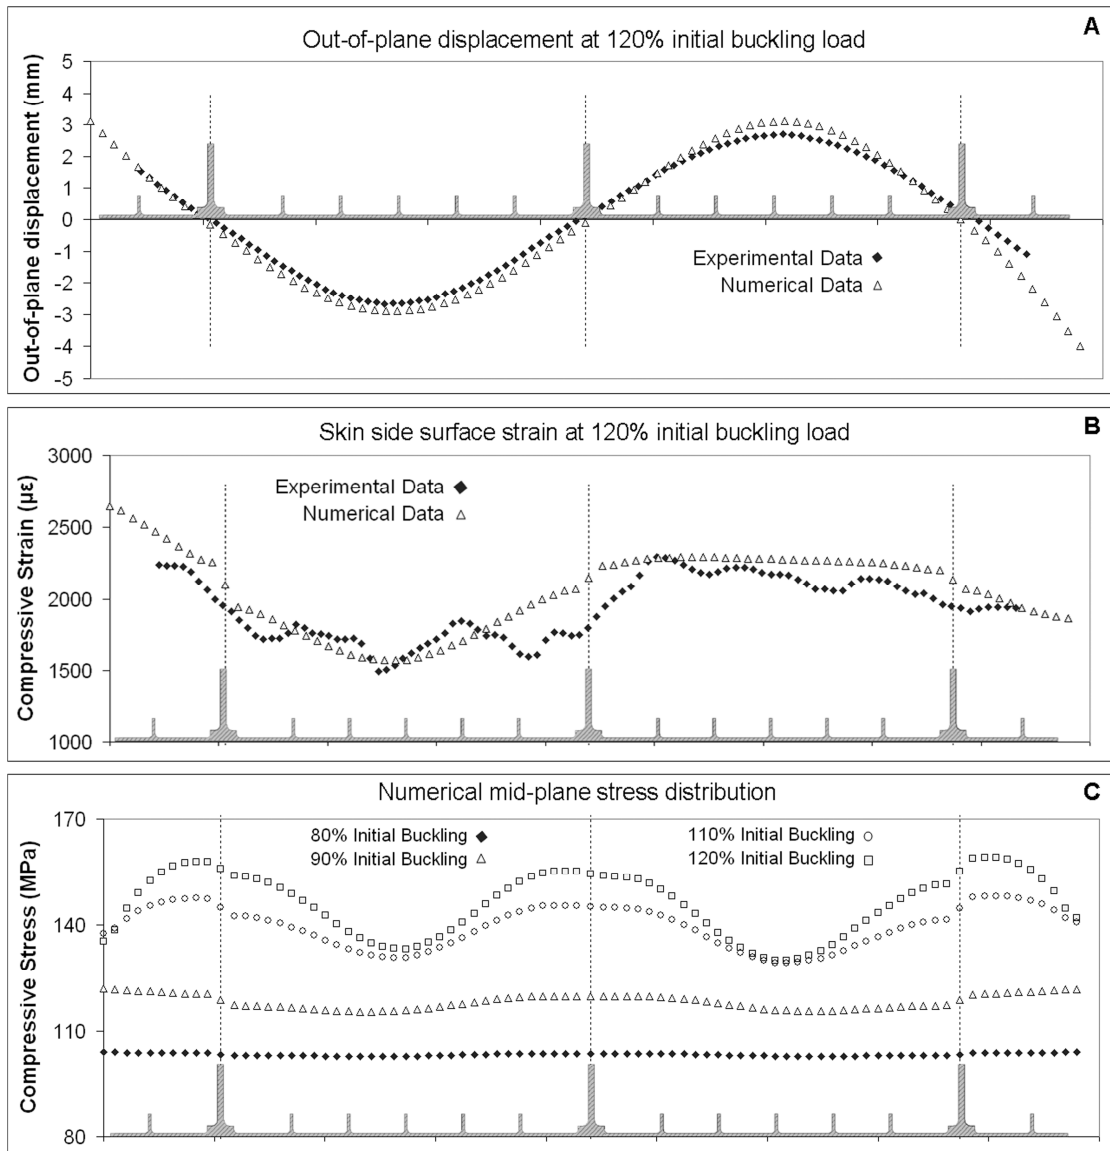 A
Out-of-plane displacement at 120% initial buckling load
Out-of-plane displacement (mm)
5
4
3
2
1
0
-1
-2
-3
-4
-5
Experimental Data
Numerical Data
B
Skin side surface strain at 120% initial buckling load
Compressive Strain (με)
3000
2500
2000
1500
1000
Experimental Data
Numerical Data
C
Numerical mid-plane stress distribution
Compressive Stress (MPa)
170
140
110
80
80% Initial Buckling
90% Initial Buckling
110% Initial Buckling
120% Initial Buckling